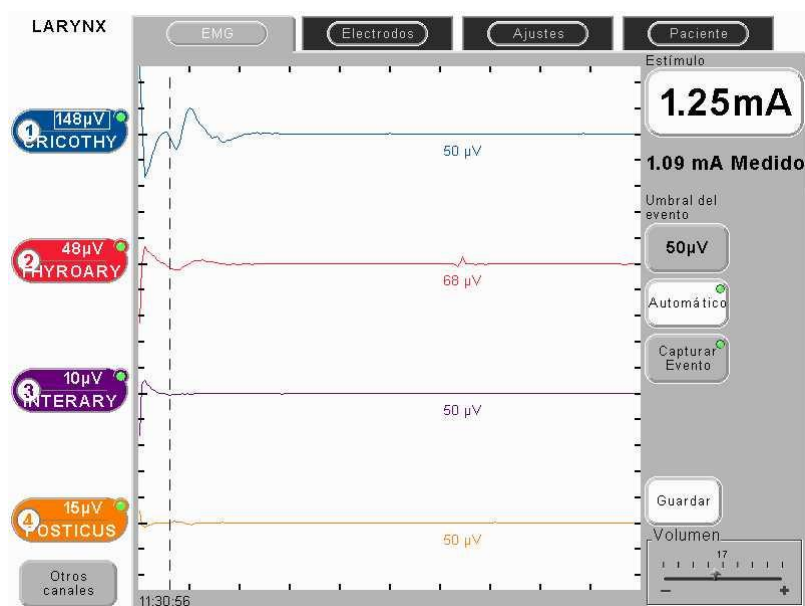 LARYNX
EMG
Electrodos
Ajustes
Paciente
Estímulo
1.25mA
1.09 mA Medido
Umbral del
evento
50µV
Automático
Capturar
Evento
Guardar
Volumen
17
- +
1
148µV
CRICOTHY
50 µV
2
48µV
THYROARY
68 µV
3
10µV
INTERARY
50 µV
4
15µV
POSTICUS
50 µV
Otros
canales
11:30:56